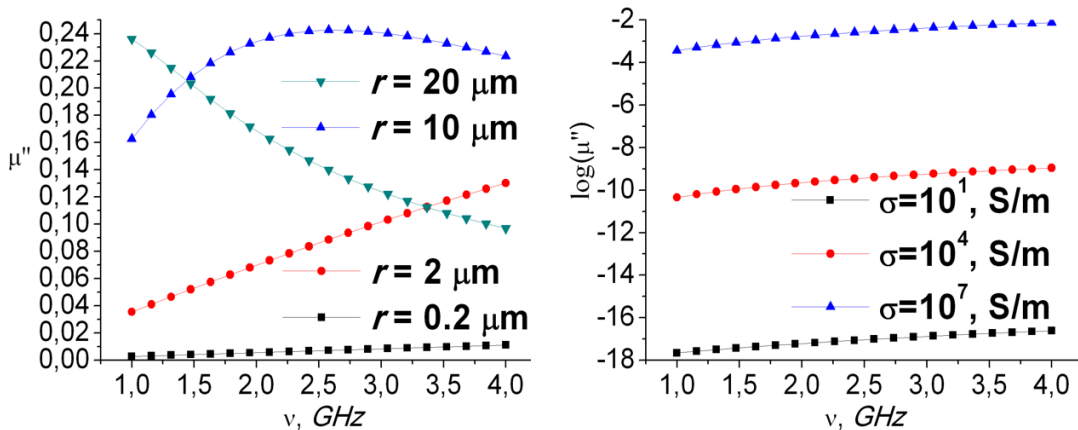 0,24
0,22
0,20
0,18
0,16
0,14
0,12
0,10
0,08
0,06
0,04
0,02
0,00
μ"
r = 20 μm
r = 10 μm
r = 2 μm
r = 0.2 μm
1,0 1,5 2,0 2,5 3,0 3,5 4,0
ν, GHz
-2
-4
-6
-8
-10
-12
-14
-16
-18
log(μ")
σ=10¹, S/m
σ=10⁴, S/m
σ=10⁷, S/m
1,0 1,5 2,0 2,5 3,0 3,5 4,0
ν, GHz